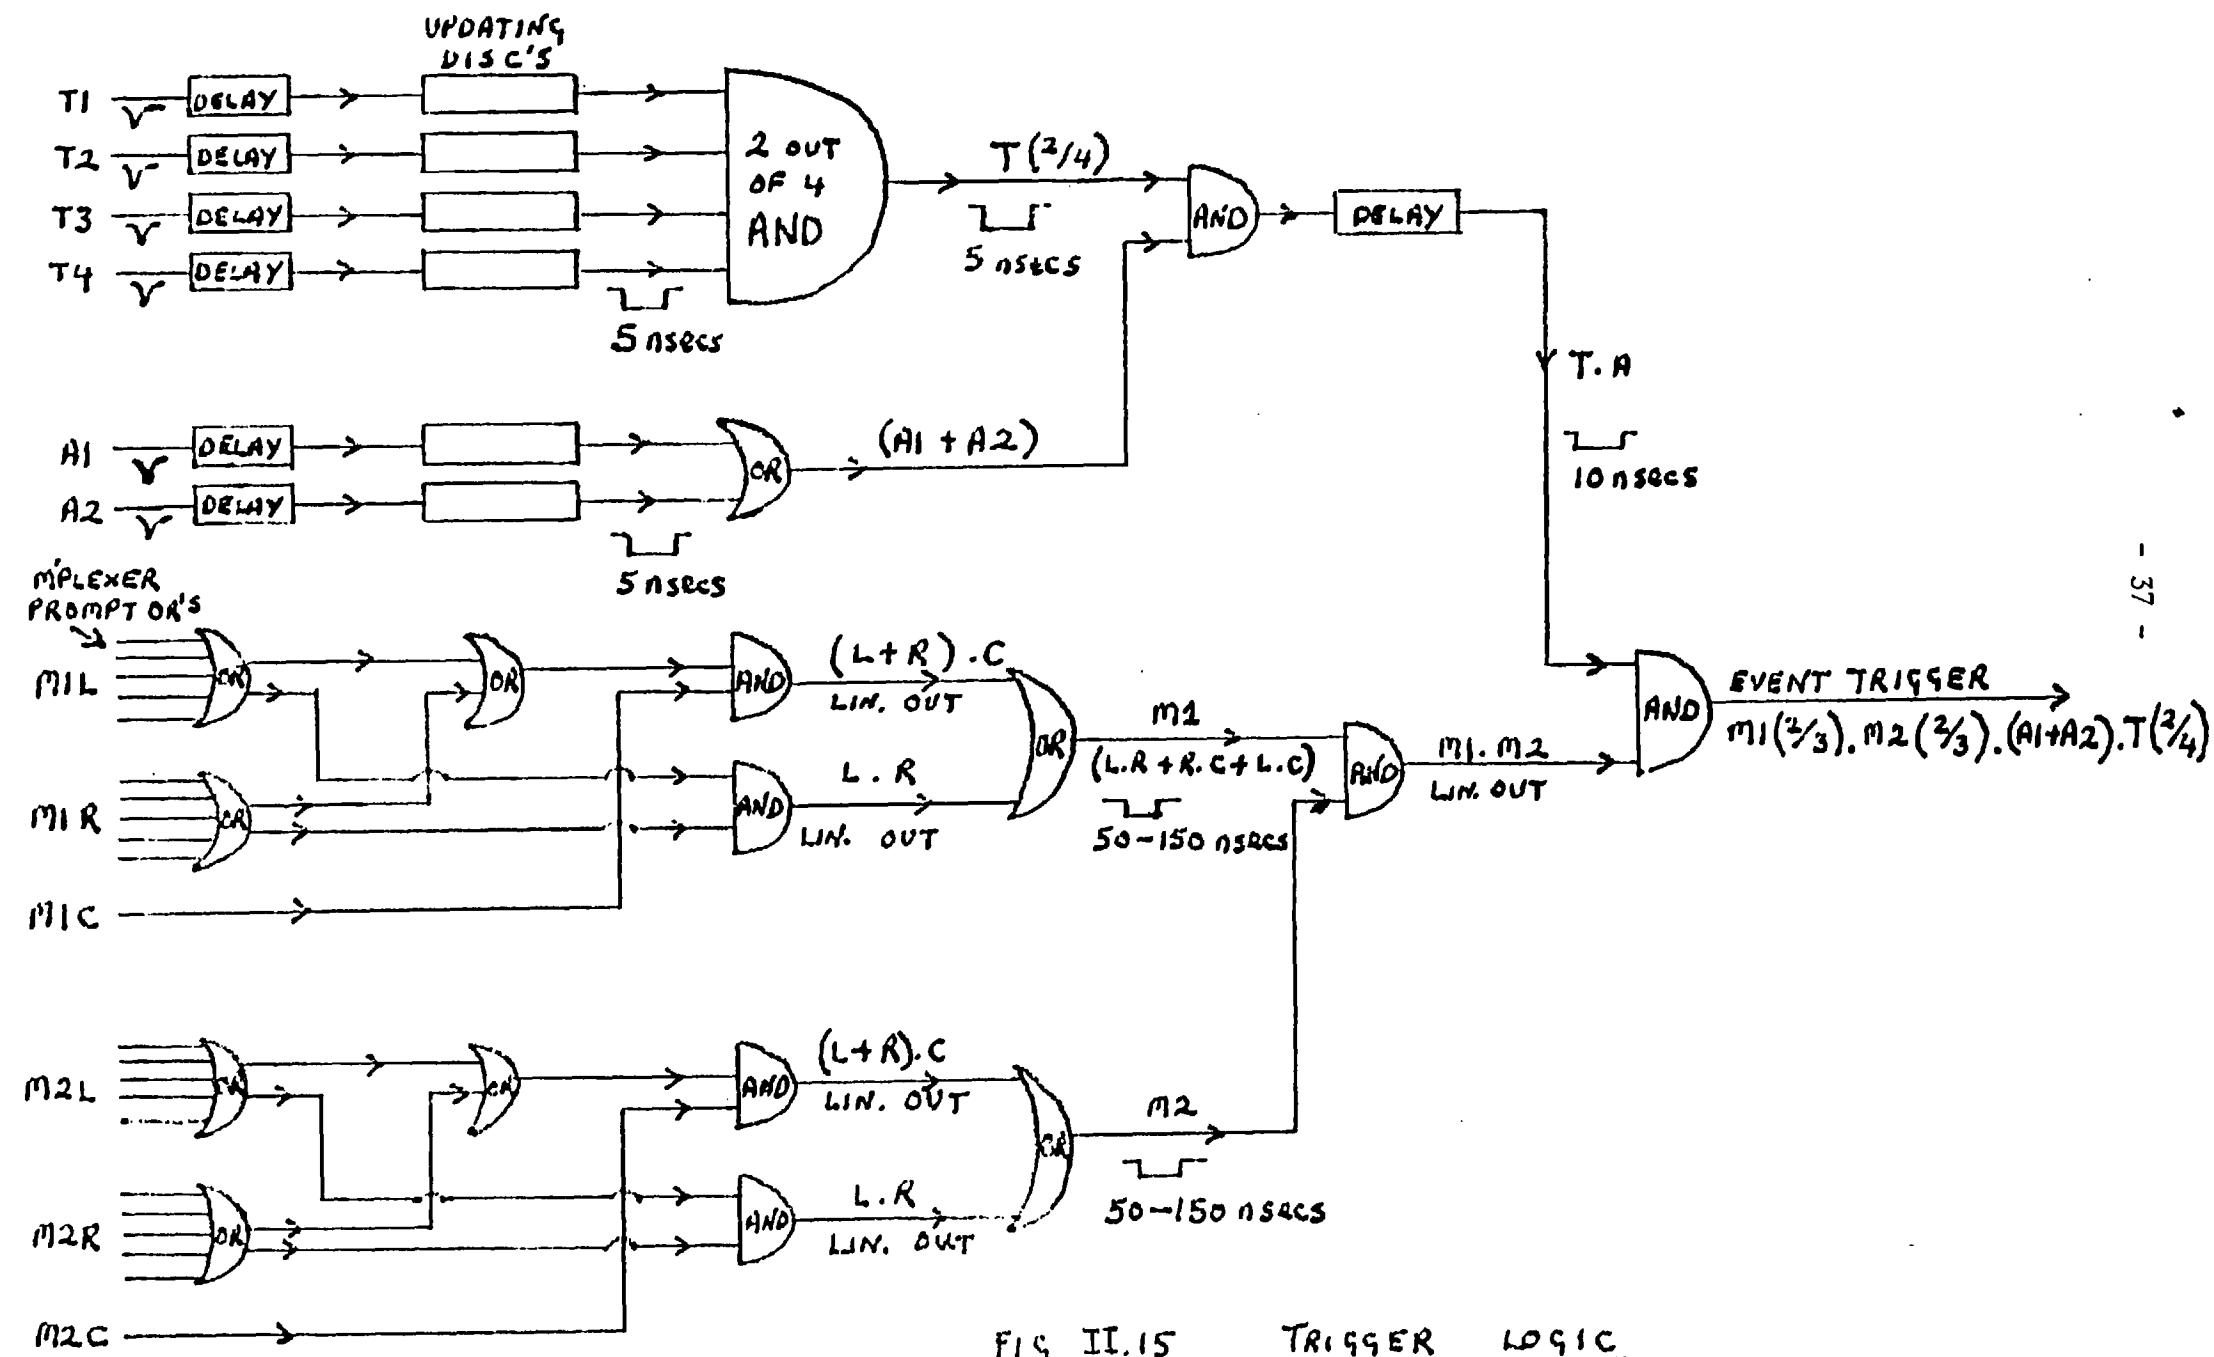 UPDATING
DISC'S
T1
DELAY
T2
DELAY
T3
DELAY
T4
DELAY
2 OUT
OF 4
AND
5 nsecs
T(2/4)
5 nsecs
AND
DELAY
T.A
10 nsecs
A1
DELAY
A2
DELAY
OR
(A1 + A2)
5 nsecs
M'PLEXER
PROMPT OR'S
M1L
OR
OR
AND
(L+R).C
LIN. OUT
M1R
OR
AND
L.R
LIN. OUT
M1C
OR
M1
(L.R + R.C + L.C)
50-150 nsecs
AND
M1.M2
LIN. OUT
AND
EVENT TRIGGER
M1(2/3).M2(2/3).(A1+A2).T(2/4)
M2L
OR
OR
AND
(L+R).C
LIN. OUT
M2R
OR
AND
L.R
LIN. OUT
M2C
OR
M2
50-150 nsecs
- 37 -
FIG II.15 TRIGGER LOGIC